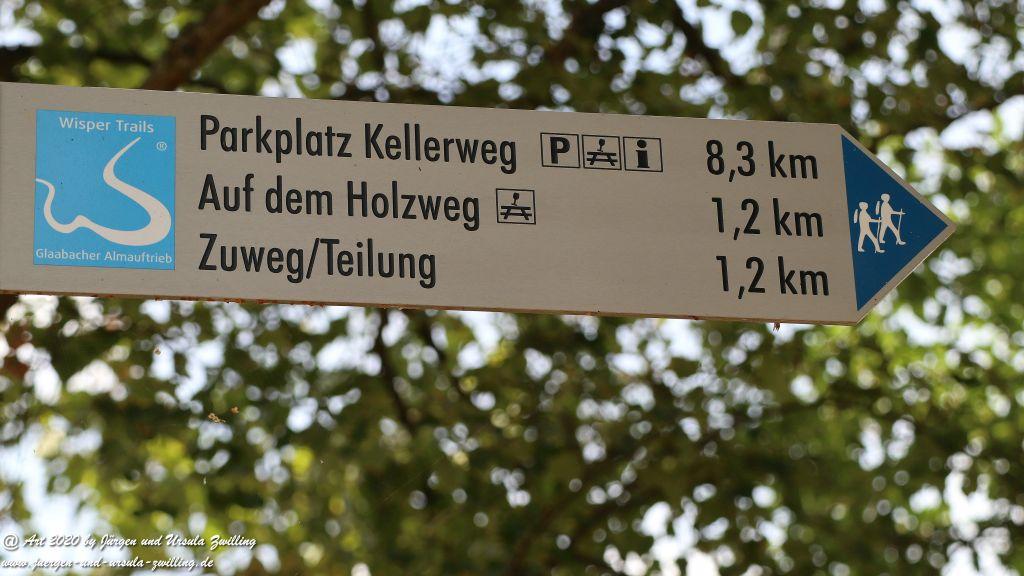 Wisper Trails
®
Glaabacher Almauftrieb
Parkplatz Kellerweg P i 8,3 km
Auf dem Holzweg 1,2 km
Zuweg/Teilung 1,2 km
@ Art 2020 by Jürgen und Ursula Zwilling
www.juergen-und-ursula-zwilling.de